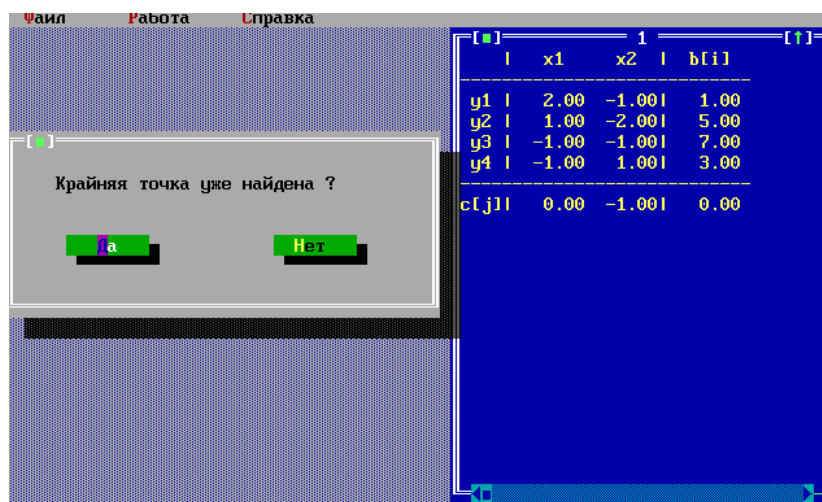 Файл Работа Справка
[■] 1 [↑]
| x1 x2 | b[i]
y1 | 2.00 -1.00| 1.00
y2 | 1.00 -2.00| 5.00
y3 | -1.00 -1.00| 7.00
y4 | -1.00 1.00| 3.00
c[j]| 0.00 -1.00| 0.00
[■]
Крайняя точка уже найдена ?
Да Нет